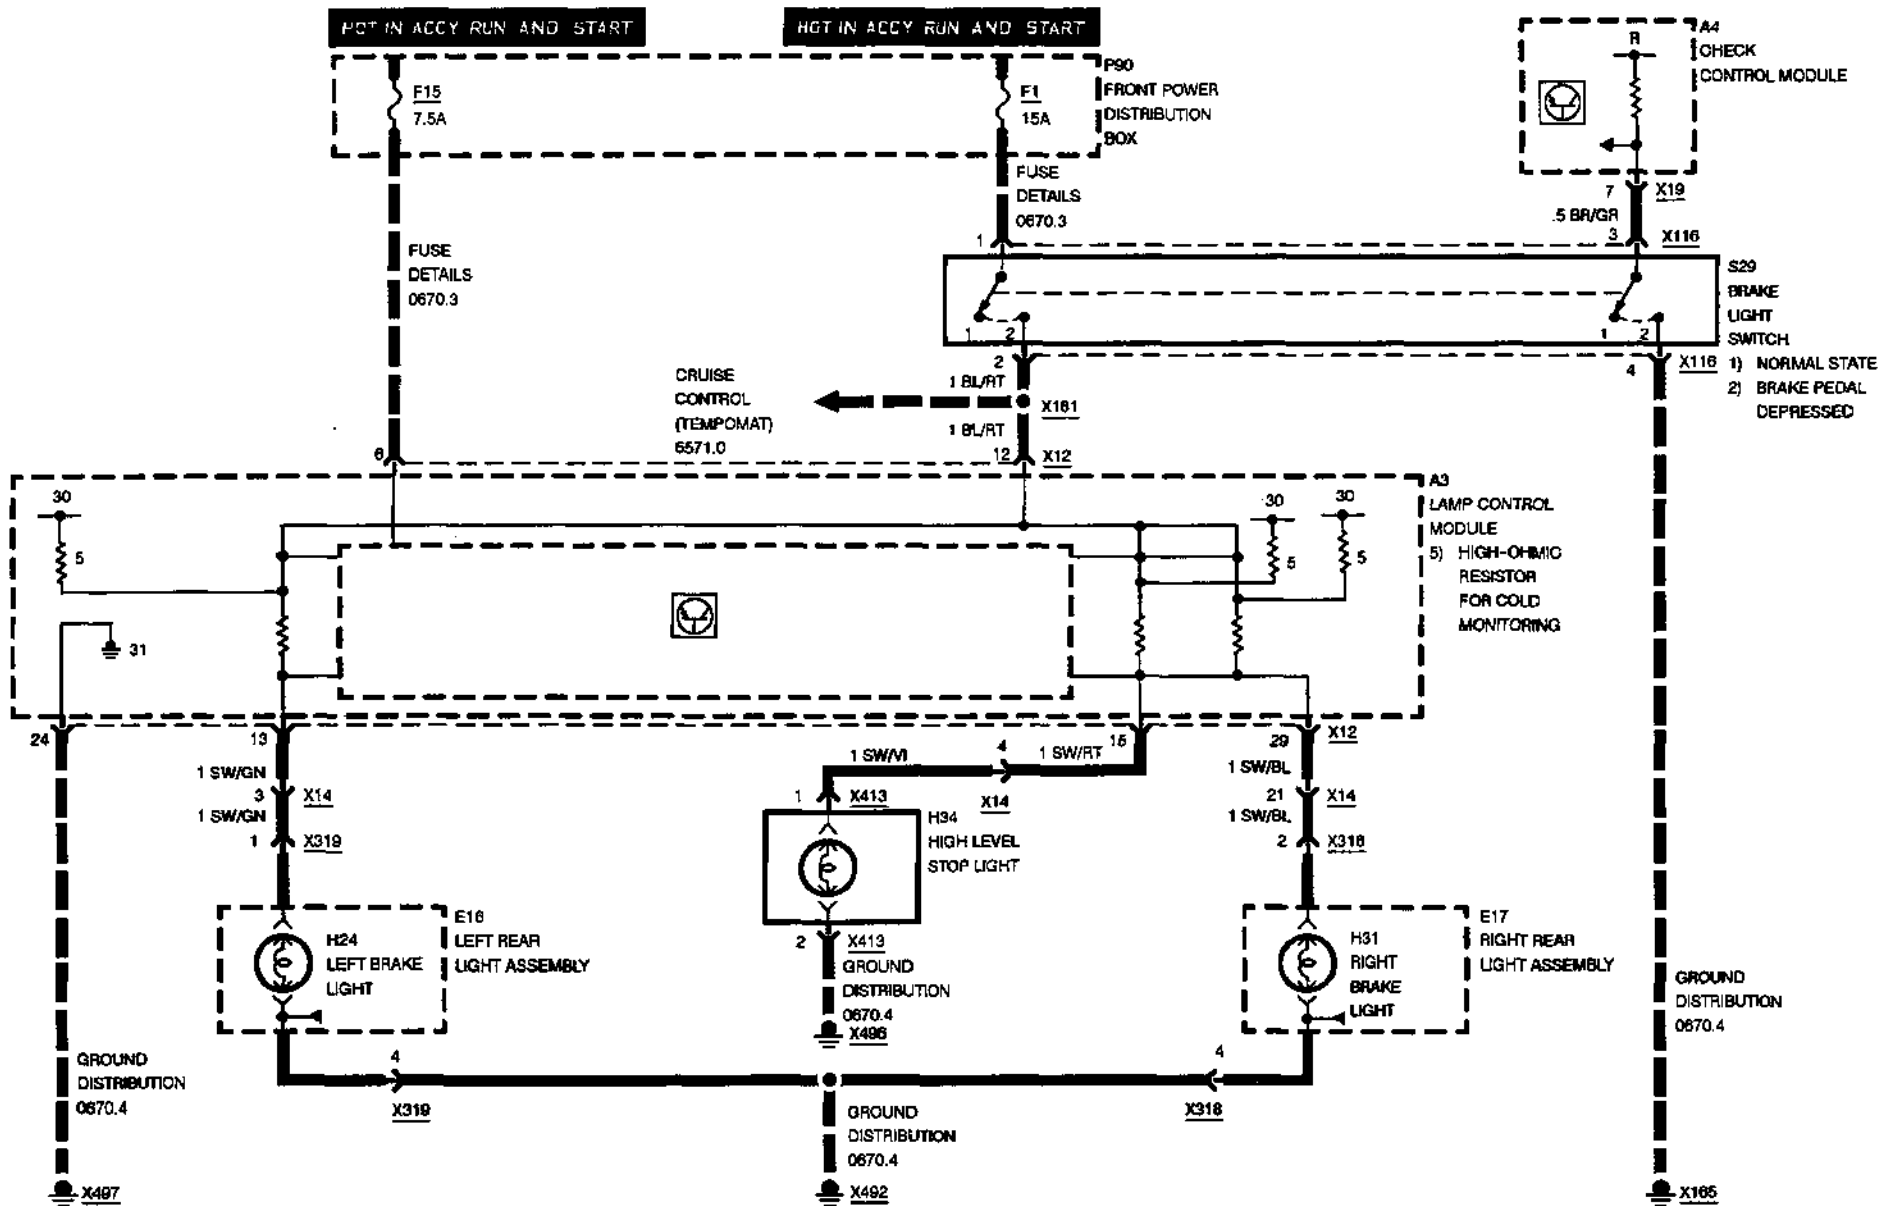 HOT IN ACCY RUN AND START
HOT IN ACCY RUN AND START
F15
7.5A
F1
15A
P90
FRONT POWER
DISTRIBUTION
BOX
R
A4
CHECK
CONTROL MODULE
FUSE
DETAILS
0670.3
FUSE
DETAILS
0670.3
7
X19
.5 BR/GR
1
3
X116
S29
BRAKE
LIGHT
SWITCH
1) NORMAL STATE
2) BRAKE PEDAL
DEPRESSED
1
2
1
2
2
4
X116
1 BL/RT
X181
1 BL/RT
CRUISE
CONTROL
(TEMPOMAT)
6571.0
6
12
X12
A3
LAMP CONTROL
MODULE
5) HIGH-OHMIC
RESISTOR
FOR COLD
MONITORING
30
5
30
5
30
5
31
24
13
15
29
X12
1 SW/GN
3
X14
1 SW/GN
1
X319
1 SW/VI
4
1 SW/RT
X14
1
X413
H34
HIGH LEVEL
STOP LIGHT
2
X413
GROUND
DISTRIBUTION
0670.4
X496
1 SW/BL
21
X14
1 SW/BL
2
X318
H24
LEFT BRAKE
LIGHT
E16
LEFT REAR
LIGHT ASSEMBLY
H31
RIGHT
BRAKE
LIGHT
E17
RIGHT REAR
LIGHT ASSEMBLY
GROUND
DISTRIBUTION
0670.4
GROUND
DISTRIBUTION
0670.4
4
X319
4
X318
GROUND
DISTRIBUTION
0670.4
X497
X492
X165